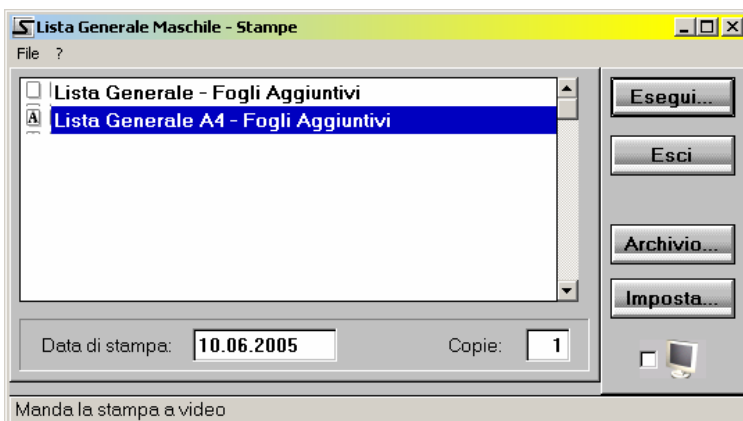 Lista Generale Maschile - Stampe
File ?
Lista Generale - Fogli Aggiuntivi
Lista Generale A4 - Fogli Aggiuntivi
Esegui...
Esci
Archivio...
Imposta...
Data di stampa: 10.06.2005 Copie: 1
Manda la stampa a video